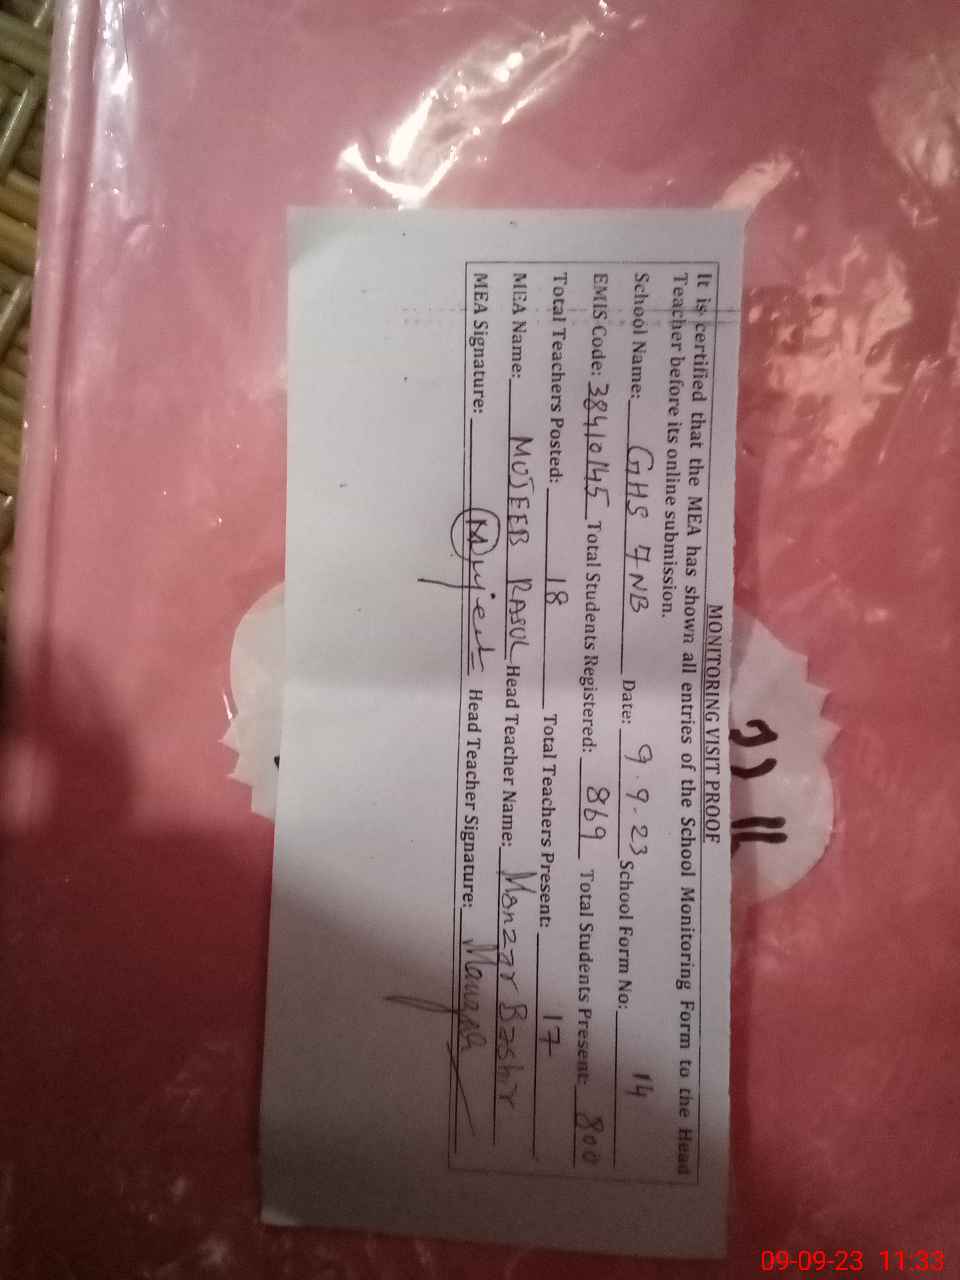 MONITORING VISIT PROOF
It is certified that the MEA has shown all entries of the School Monitoring Form to the Head
Teacher before its online submission.
School Name: GHS 7NB Date: 9.9.23 School Form No: 14
EMIS Code: 38410145 Total Students Registered: 869 Total Students Present: 800
Total Teachers Posted: 18 Total Teachers Present: 17
MEA Name: MUJEEB RASUL Head Teacher Name: Manzar Bashir
MEA Signature: Mujeeb Head Teacher Signature:
09-09-23 11:33